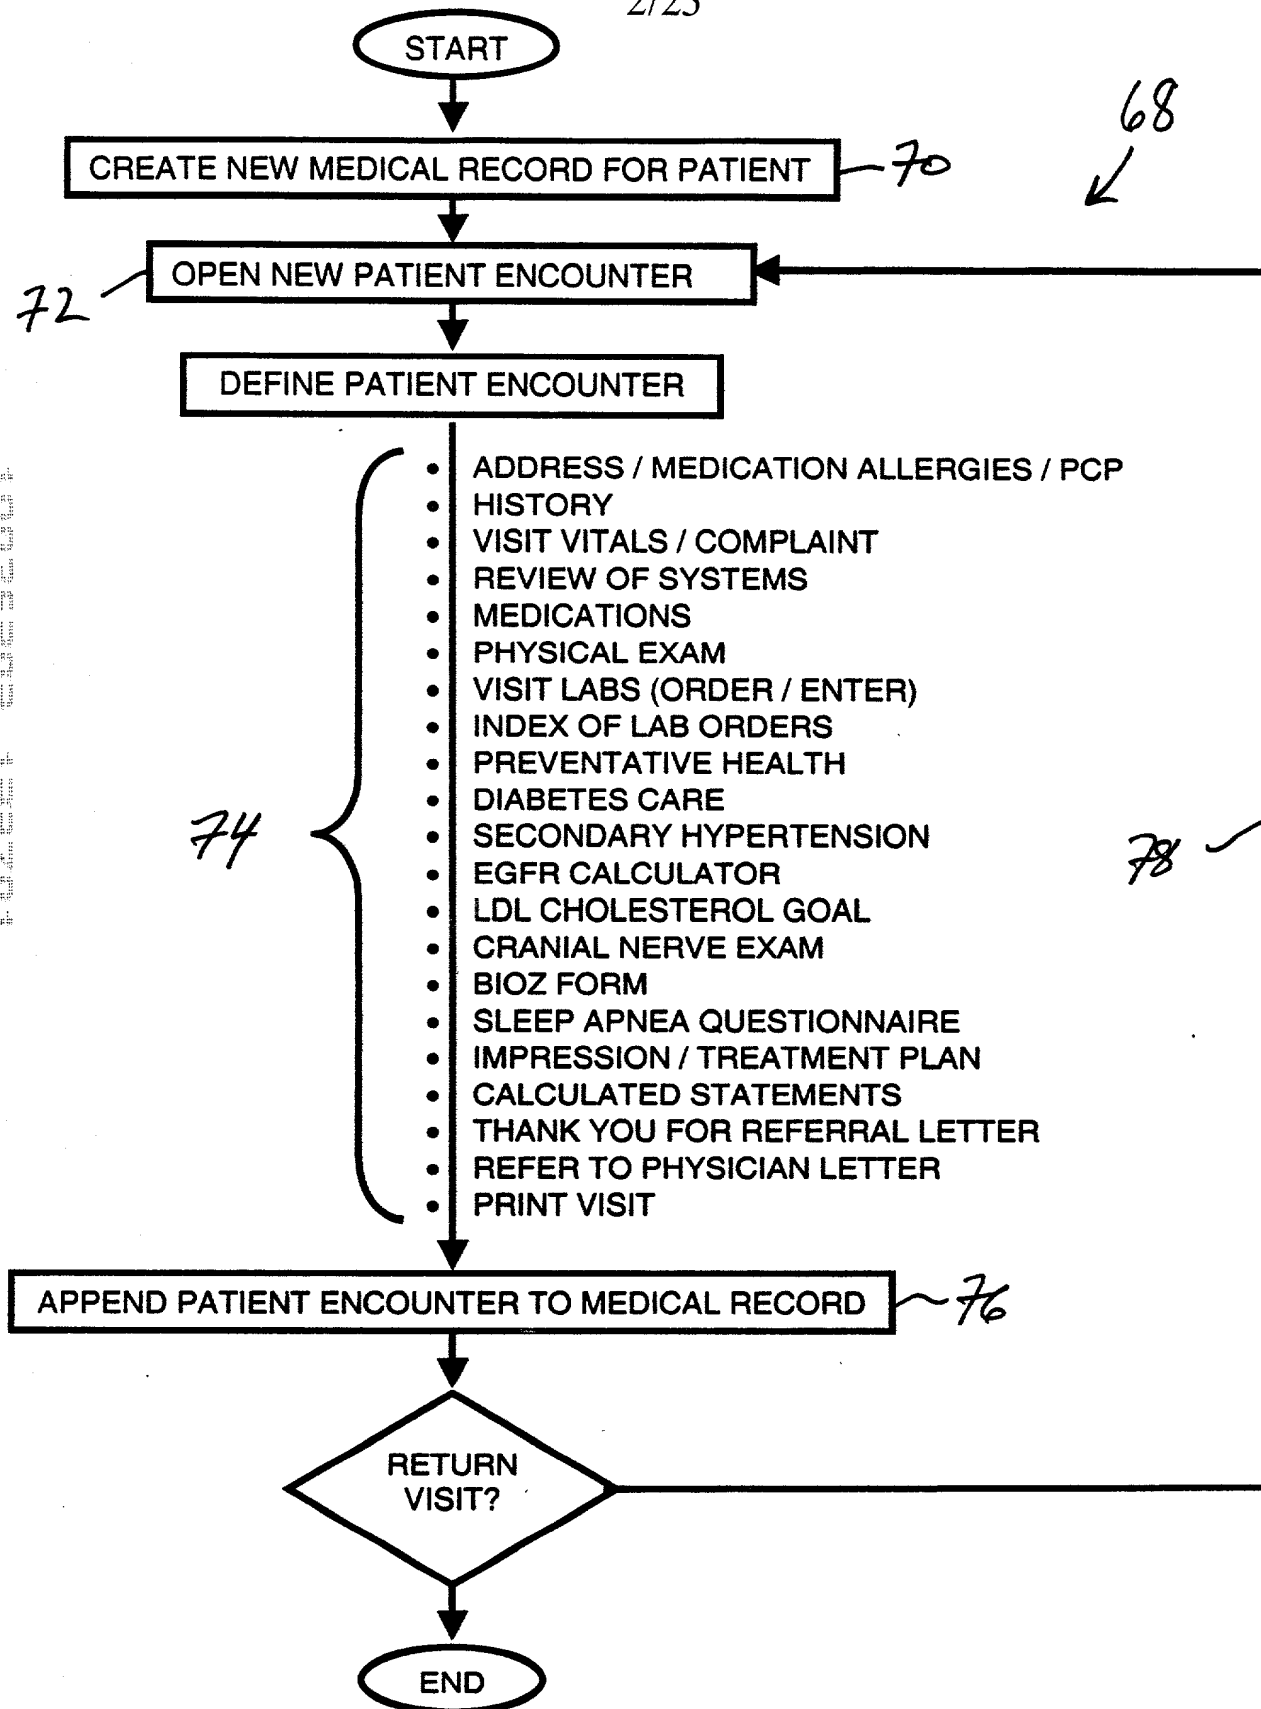 2/23
START
68
CREATE NEW MEDICAL RECORD FOR PATIENT
70
OPEN NEW PATIENT ENCOUNTER
72
DEFINE PATIENT ENCOUNTER
• ADDRESS / MEDICATION ALLERGIES / PCP
• HISTORY
• VISIT VITALS / COMPLAINT
• REVIEW OF SYSTEMS
• MEDICATIONS
• PHYSICAL EXAM
• VISIT LABS (ORDER / ENTER)
• INDEX OF LAB ORDERS
• PREVENTATIVE HEALTH
• DIABETES CARE
• SECONDARY HYPERTENSION
74
78
• EGFR CALCULATOR
• LDL CHOLESTEROL GOAL
• CRANIAL NERVE EXAM
• BIOZ FORM
• SLEEP APNEA QUESTIONNAIRE
• IMPRESSION / TREATMENT PLAN
• CALCULATED STATEMENTS
• THANK YOU FOR REFERRAL LETTER
• REFER TO PHYSICIAN LETTER
• PRINT VISIT
APPEND PATIENT ENCOUNTER TO MEDICAL RECORD
76
RETURN
VISIT?
END